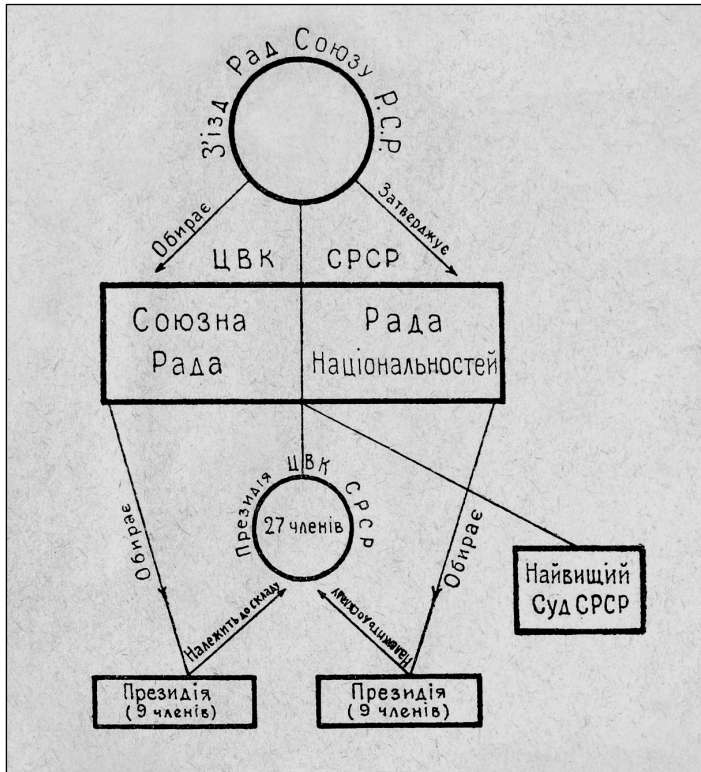 З'їзд Рад Союзу Р.С.Р.
Обирає
Затверджує
ЦВК СРСР
Союзна
Рада
Рада
Національностей
Президія ЦВК СРСР
27 членів
Обирає
Обирає
Найвищий
Суд СРСР
Належить до складу
Належить до складу
Президія
(9 членів)
Президія
(9 членів)